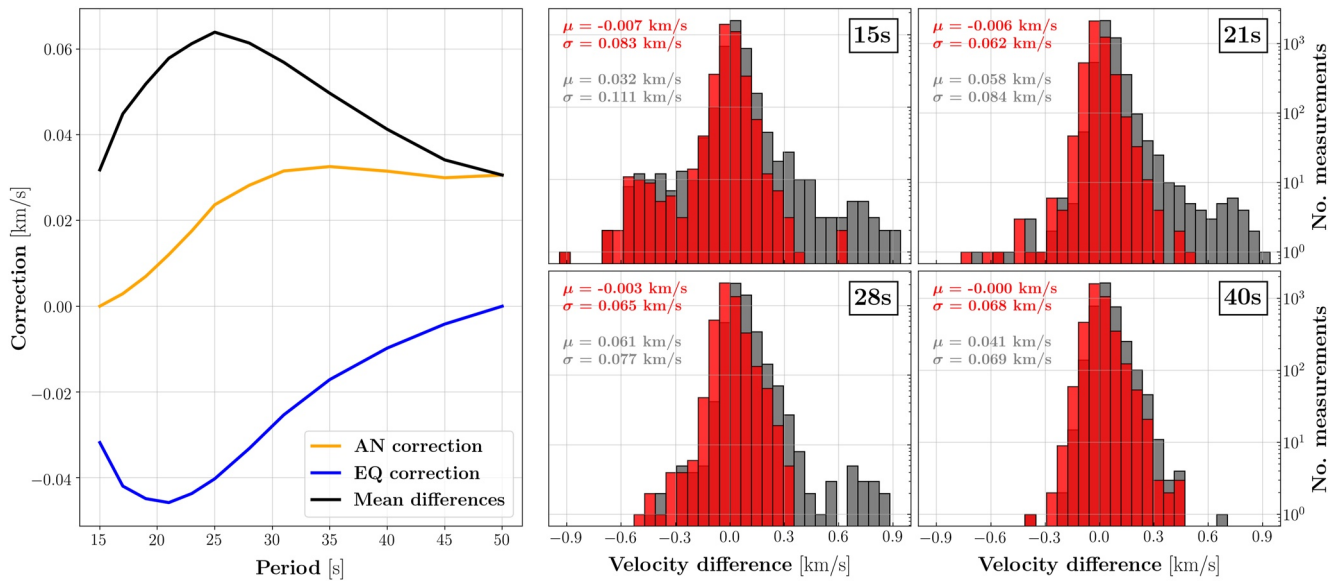 0.06
0.04
0.02
0.00
−0.02
−0.04
Correction [km/s]
15 20 25 30 35 40 45 50
Period [s]
AN correction
EQ correction
Mean differences
μ = -0.007 km/s
σ = 0.083 km/s
μ = 0.032 km/s
σ = 0.111 km/s
15s
μ = -0.006 km/s
σ = 0.062 km/s
μ = 0.058 km/s
σ = 0.084 km/s
21s
10³
10²
10¹
10⁰
No. measurements
μ = -0.003 km/s
σ = 0.065 km/s
μ = 0.061 km/s
σ = 0.077 km/s
28s
μ = -0.000 km/s
σ = 0.068 km/s
μ = 0.041 km/s
σ = 0.069 km/s
40s
10³
10²
10¹
10⁰
No. measurements
−0.9 −0.6 −0.3 0.0 0.3 0.6 0.9
Velocity difference [km/s]
−0.9 −0.6 −0.3 0.0 0.3 0.6 0.9
Velocity difference [km/s]